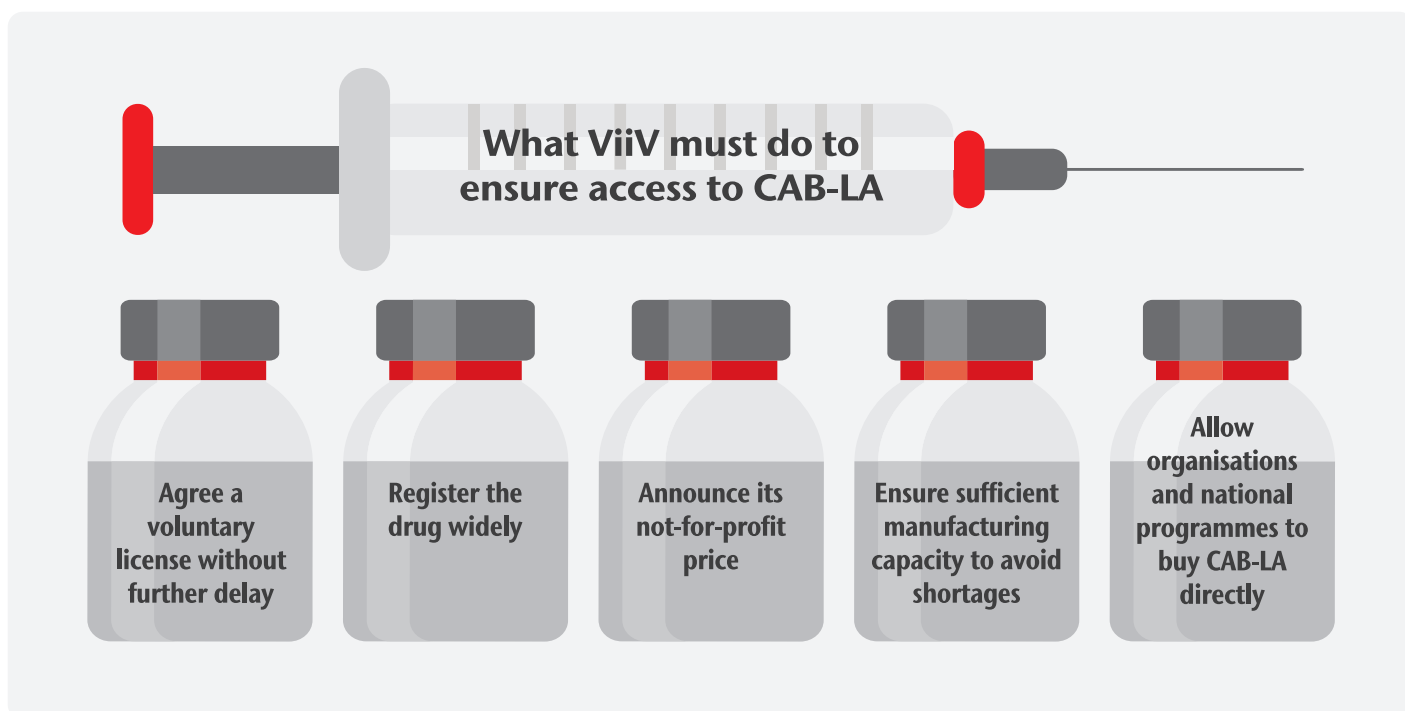 What ViiV must do to
ensure access to CAB-LA
Agree a
voluntary
license without
further delay
Register the
drug widely
Announce its
not-for-profit
price
Ensure sufficient
manufacturing
capacity to avoid
shortages
Allow
organisations
and national
programmes to
buy CAB-LA
directly